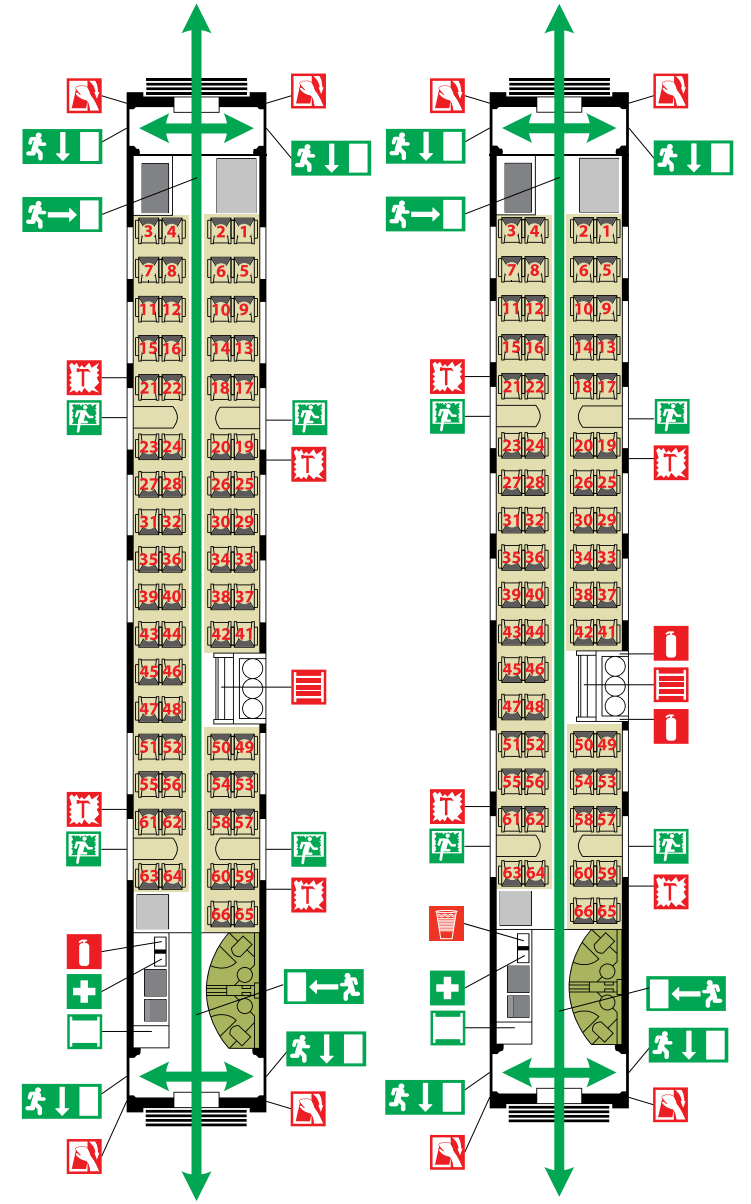 3 4 2 1
7 8 6 5
11 12 10 9
15 16 14 13
T
21 22 18 17
23 24 20 19
T
27 28 26 25
31 32 30 29
35 36 34 33
39 40 38 37
43 44 42 41
45 46
47 48
51 52 50 49
55 56 54 53
T
61 62 58 57
63 64 60 59
T
66 65
3 4 2 1
7 8 6 5
11 12 10 9
15 16 14 13
T
21 22 18 17
23 24 20 19
T
27 28 26 25
31 32 30 29
35 36 34 33
39 40 38 37
43 44 42 41
45 46
47 48
51 52 50 49
55 56 54 53
T
61 62 58 57
63 64 60 59
T
66 65